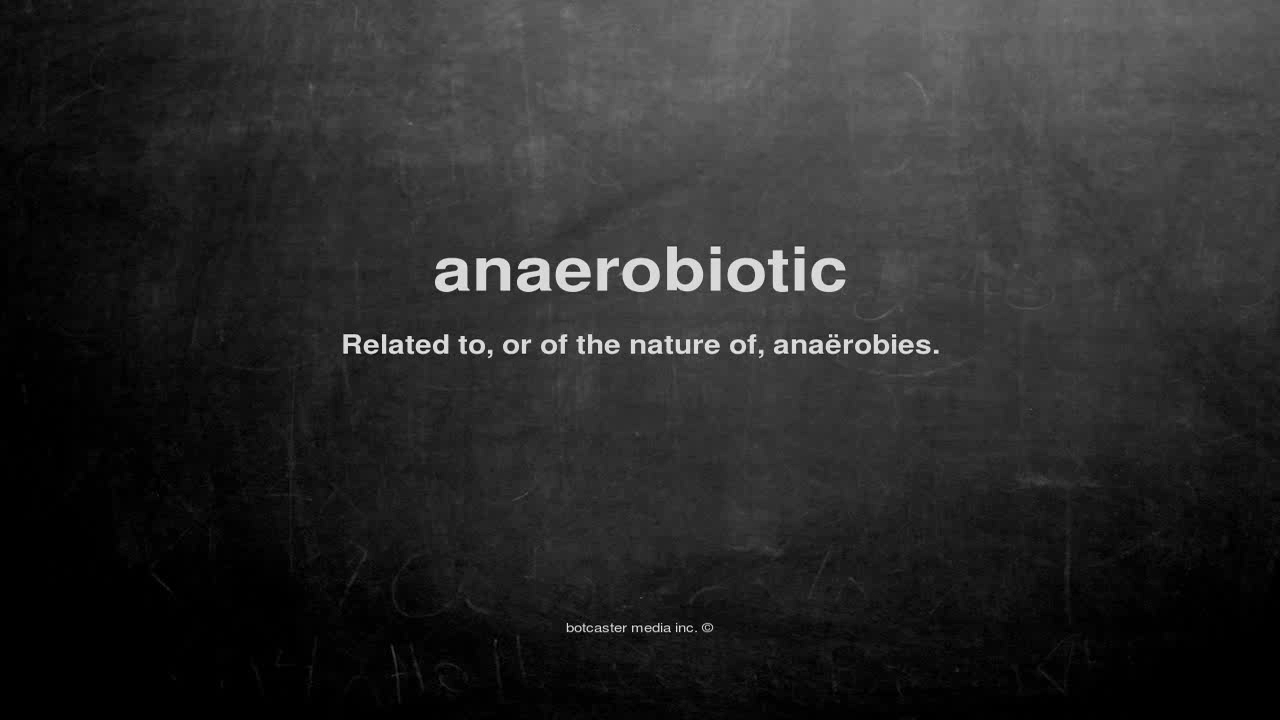 anaerobiotic
Related to, or of the nature of, anaërobies.
botcaster media inc. ©